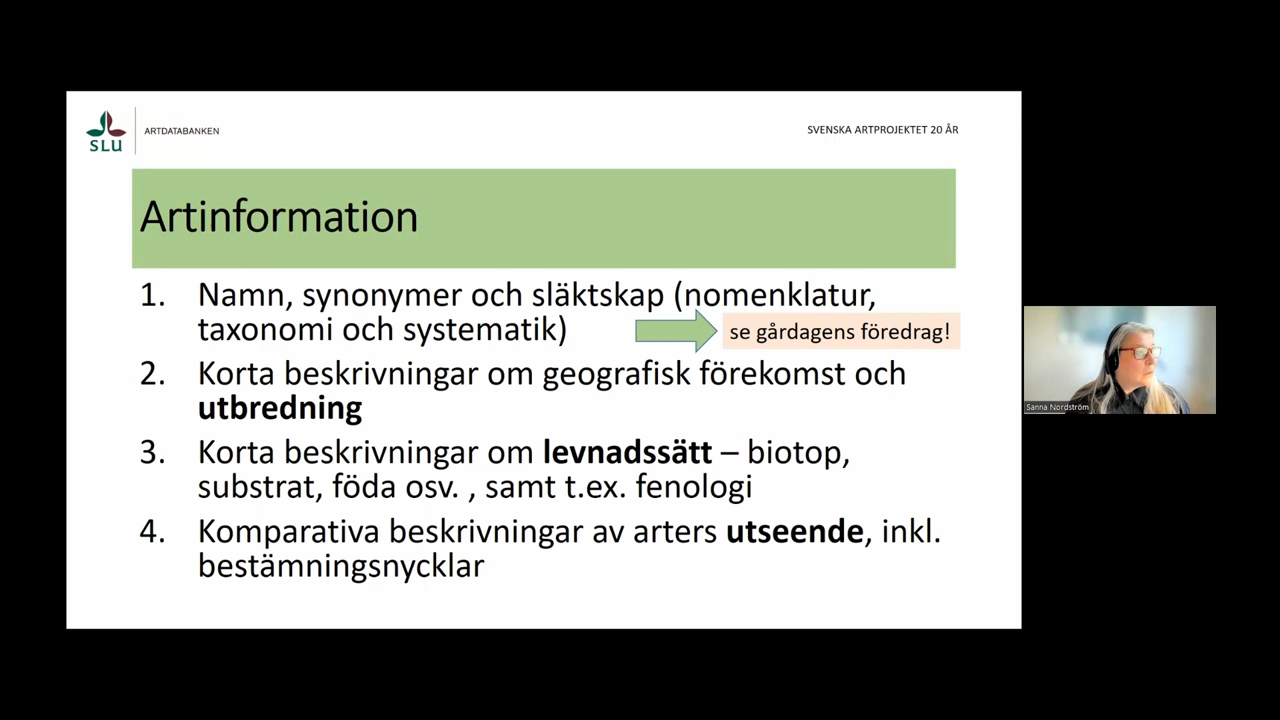 SLU
ARTDATABANKEN
SVENSKA ARTPROJEKTET 20 ÅR
Artinformation
1. Namn, synonymer och släktskap (nomenklatur,
taxonomi och systematik)
se gårdagens föredrag!
2. Korta beskrivningar om geografisk förekomst och
utbredning
3. Korta beskrivningar om levnadssätt – biotop,
substrat, föda osv. , samt t.ex. fenologi
4. Komparativa beskrivningar av arters utseende, inkl.
bestämningsnycklar
Sanna Nordström